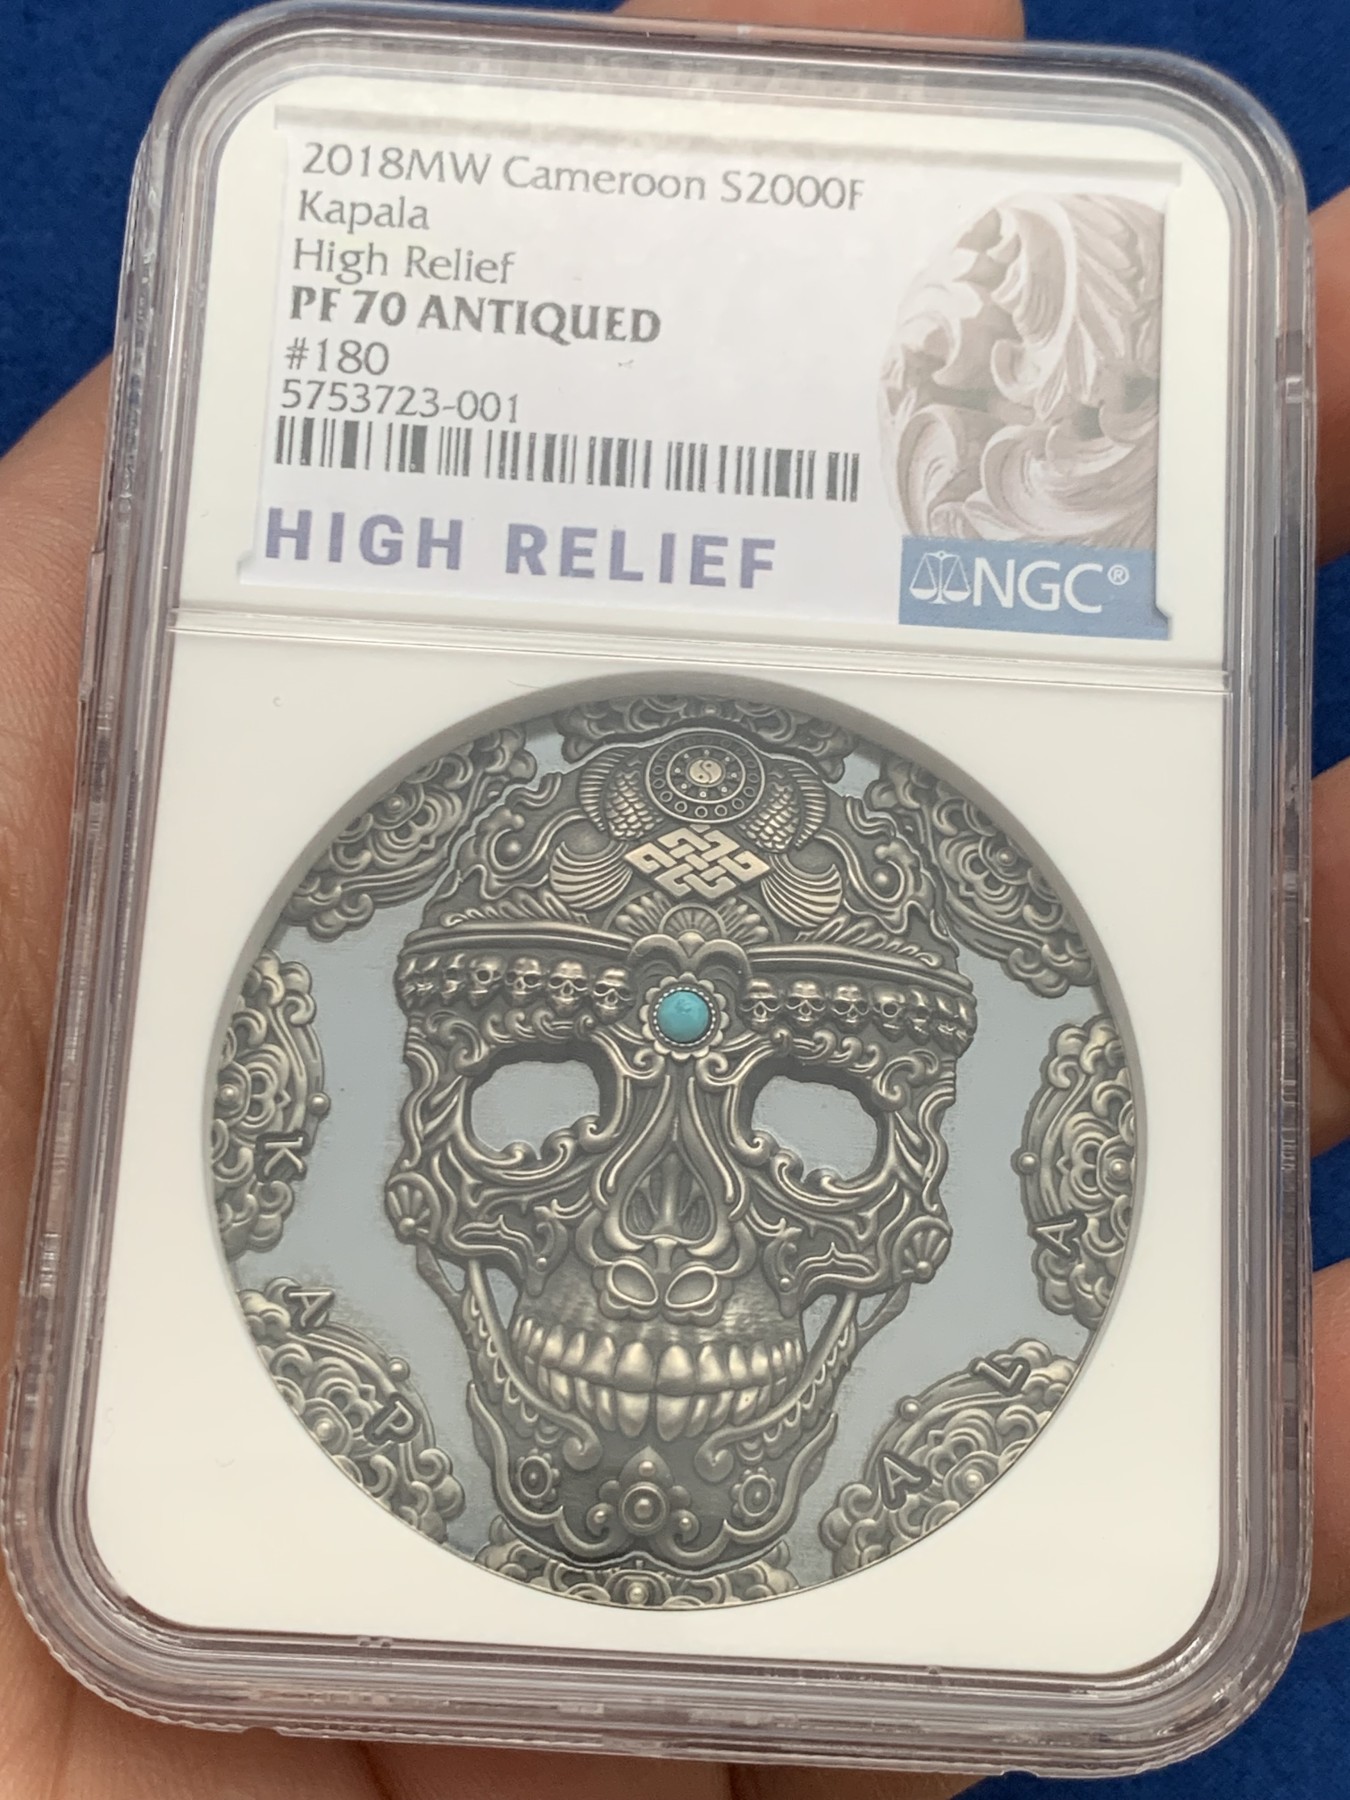 2018MW Cameroon S2000F
Kapala
High Relief
PF 70 ANTIQUED
#180
5753723-001
HIGH RELIEF
NGC®
KAPALA